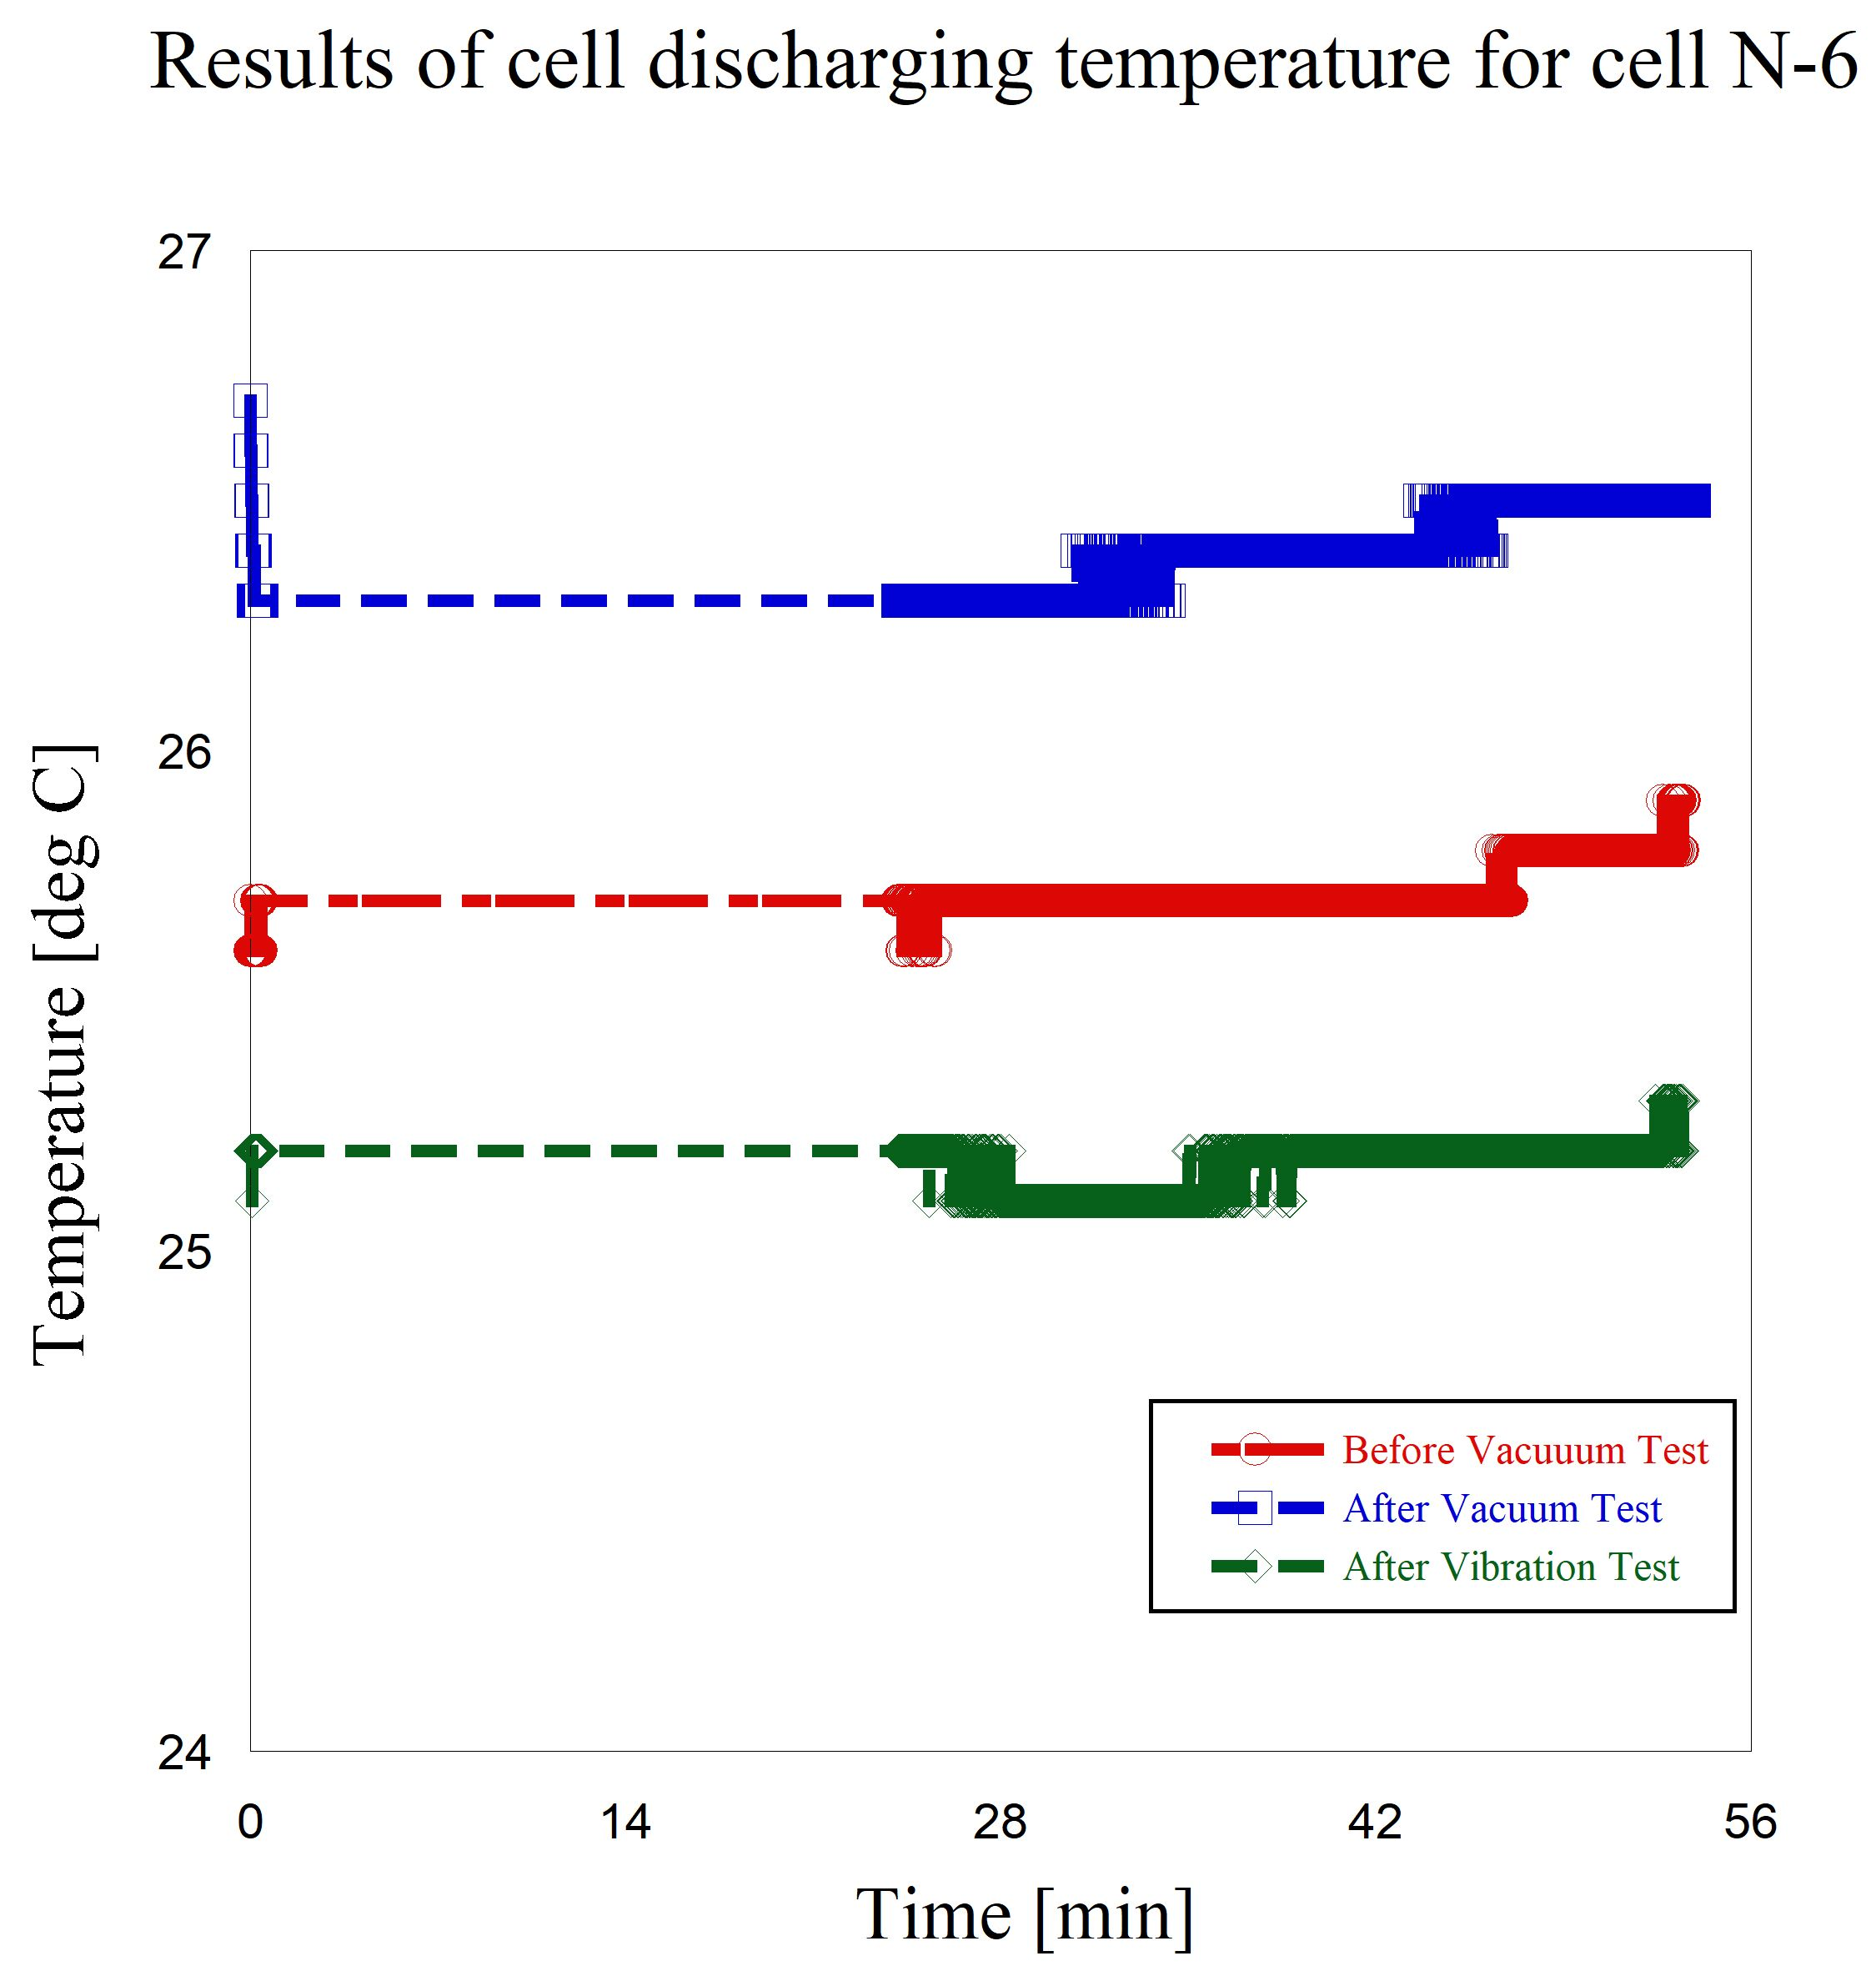 Results of cell discharging temperature for cell N-6
27
26
25
24
Temperature [deg C]
Before Vacuuum Test
After Vacuum Test
After Vibration Test
0 14 28 42 56
Time [min]